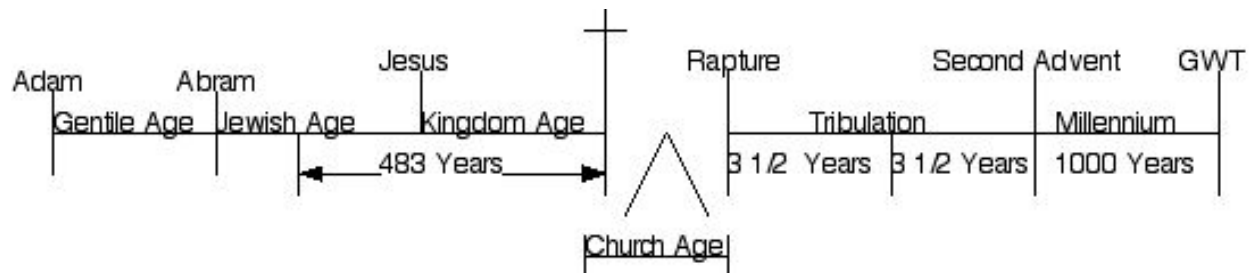 Jesus
Rapture
Second Advent
GWT
Adam
Abram
Gentile Age
Jewish Age
Kingdom Age
Tribulation
Millennium
483 Years
3 1/2 Years
3 1/2 Years
1000 Years
Church Age